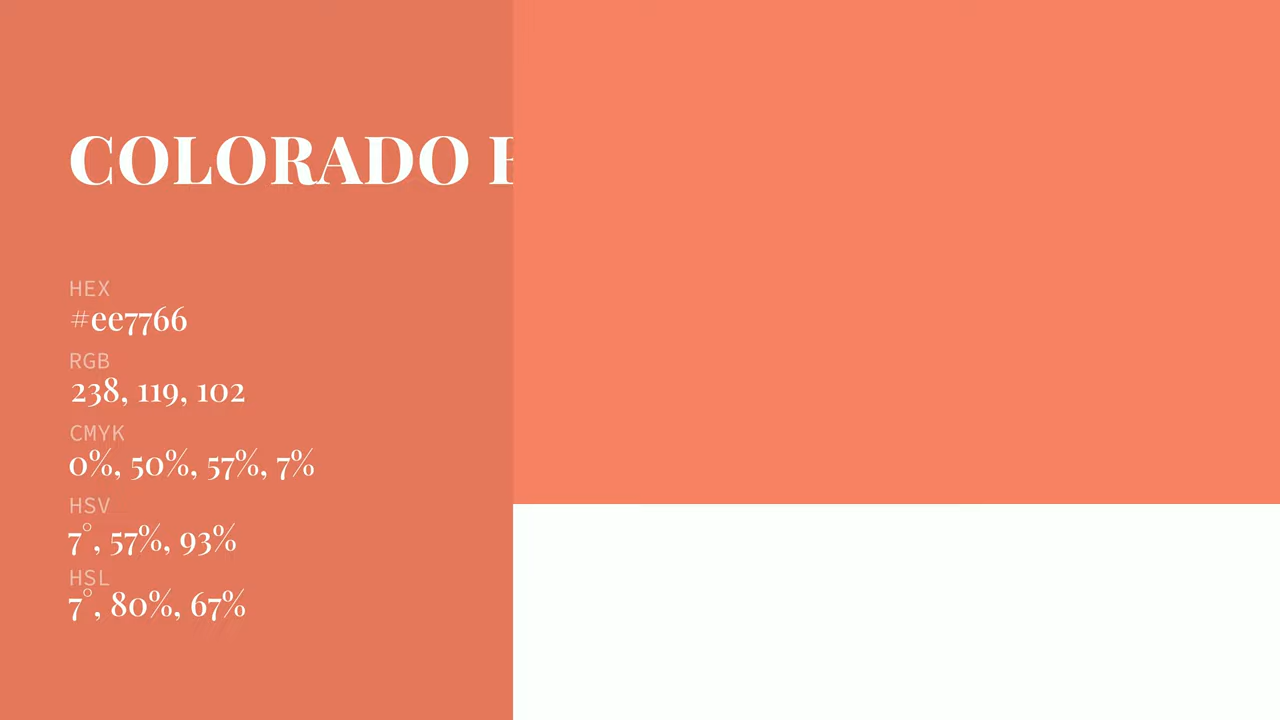 COLORADO
HEX
#ee7766
RGB
238, 119, 102
CMYK
0%, 50%, 57%, 7%
HSV
7°, 57%, 93%
HSL
7°, 80%, 67%